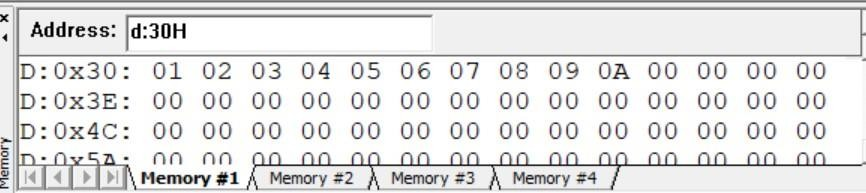 Address: d:30H
D:0x30: 01 02 03 04 05 06 07 08 09 0A 00 00 00 00
D:0x3E: 00 00 00 00 00 00 00 00 00 00 00 00 00 00
D:0x4C: 00 00 00 00 00 00 00 00 00 00 00 00 00 00
D:0x5A: 00 00 00 00 00 00 00 00 00 00 00 00 00 00
Memory
Memory #1 Memory #2 Memory #3 Memory #4